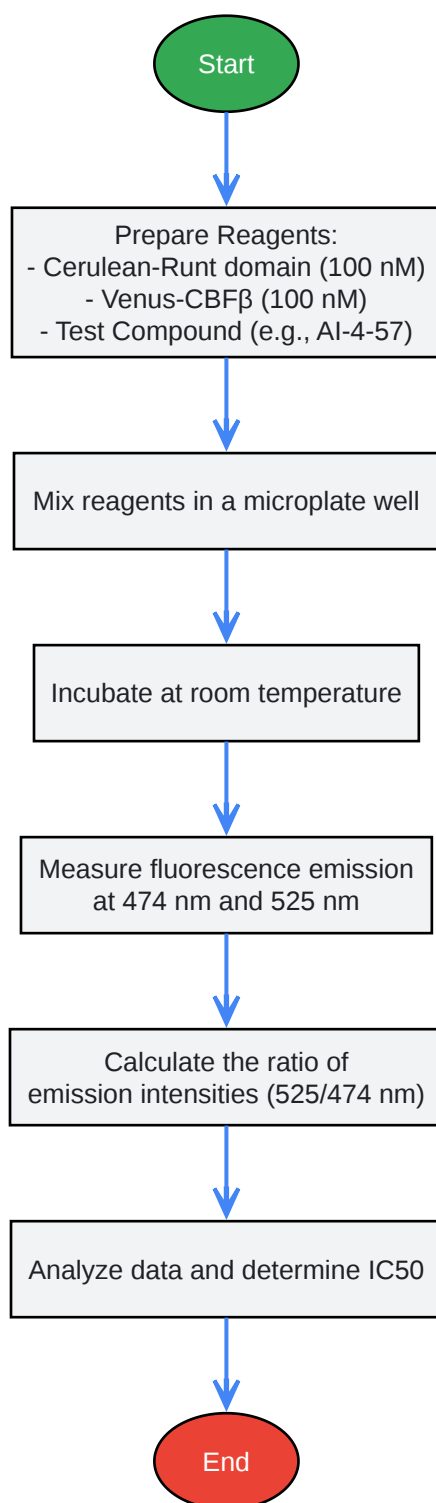 Start
Prepare Reagents:
- Cerulean-Runt domain (100 nM)
- Venus-CBFβ (100 nM)
- Test Compound (e.g., AI-4-57)
Mix reagents in a microplate well
Incubate at room temperature
Measure fluorescence emission
at 474 nm and 525 nm
Calculate the ratio of
emission intensities (525/474 nm)
Analyze data and determine IC50
End